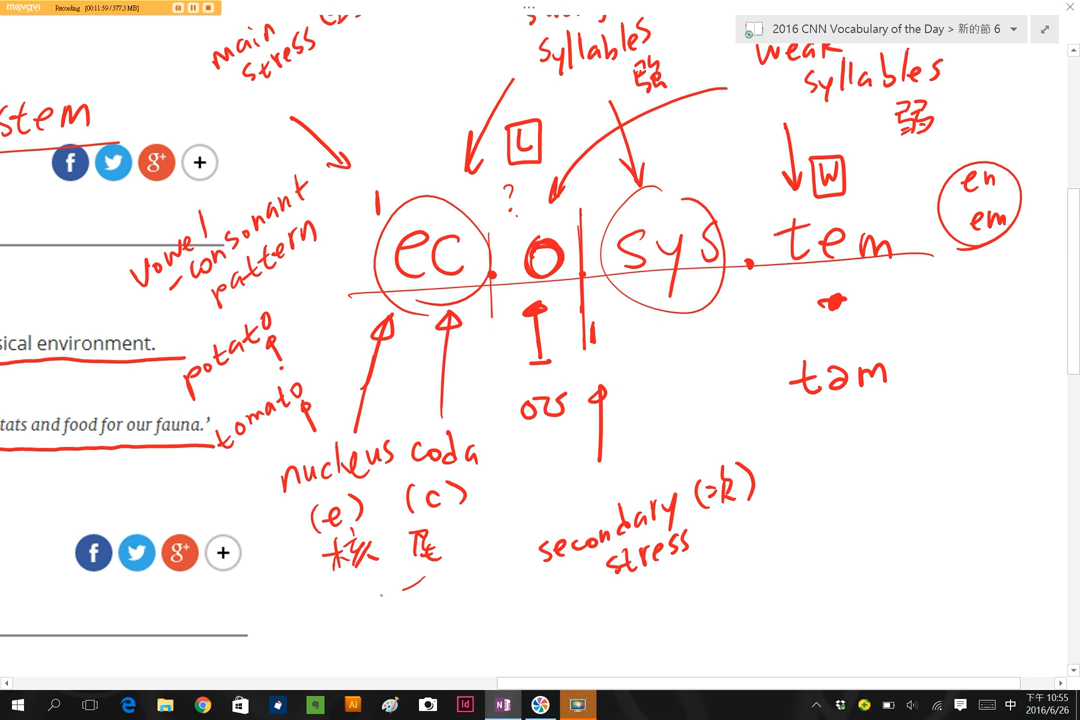 movavi
Recording [00:11:59 / 377.3 MB]
2016 CNN Vocabulary of the Day > 新的節 6
main
stress
syllables
強
weak
syllables
弱
stem
L
W
?
en
em
vowel
-consonant
pattern
ec.o
sys.tem
sical environment.
potato
tats and food for our fauna.'
tomato
təm
oʊ
nucleus coda
(e) (c)
核 尾
secondary (次)
stress
中
下午 10:55
2016/6/26